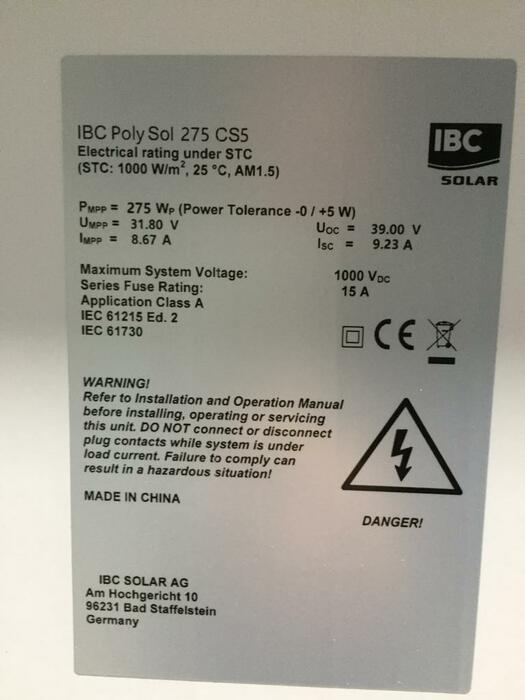 IBC PolySol 275 CS5
Electrical rating under STC
(STC: 1000 W/m², 25 °C, AM1.5)
IBC
SOLAR
PMPP = 275 WP (Power Tolerance -0 / +5 W)
UMPP = 31.80 V
UOC = 39.00 V
IMPP = 8.67 A
ISC = 9.23 A
Maximum System Voltage: 1000 VDC
Series Fuse Rating: 15 A
Application Class A
IEC 61215 Ed. 2
IEC 61730
CE
WARNING!
Refer to Installation and Operation Manual
before installing, operating or servicing
this unit. DO NOT connect or disconnect
plug contacts while system is under
load current. Failure to comply can
result in a hazardous situation!
MADE IN CHINA
DANGER!
IBC SOLAR AG
Am Hochgericht 10
96231 Bad Staffelstein
Germany